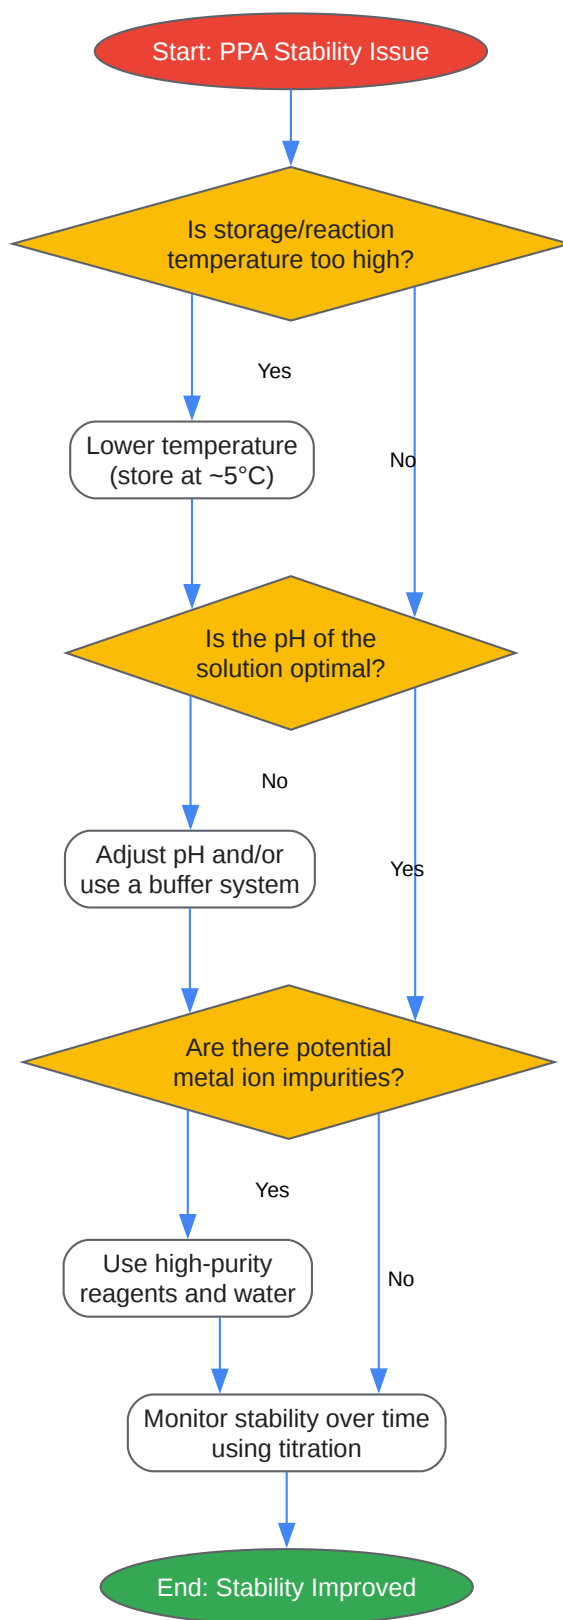 Start: PPA Stability Issue
Is storage/reaction
temperature too high?
Yes
Lower temperature
(store at ~5°C)
No
Is the pH of the
solution optimal?
No
Adjust pH and/or
use a buffer system
Yes
Are there potential
metal ion impurities?
Yes
Use high-purity
reagents and water
No
Monitor stability over time
using titration
End: Stability Improved